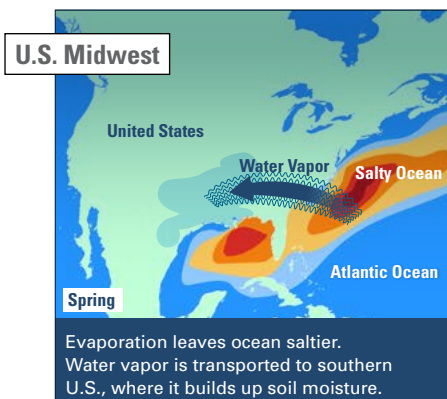 U.S. Midwest
United States
Water Vapor
Salty Ocean
Atlantic Ocean
Spring
Evaporation leaves ocean saltier.
Water vapor is transported to southern
U.S., where it builds up soil moisture.